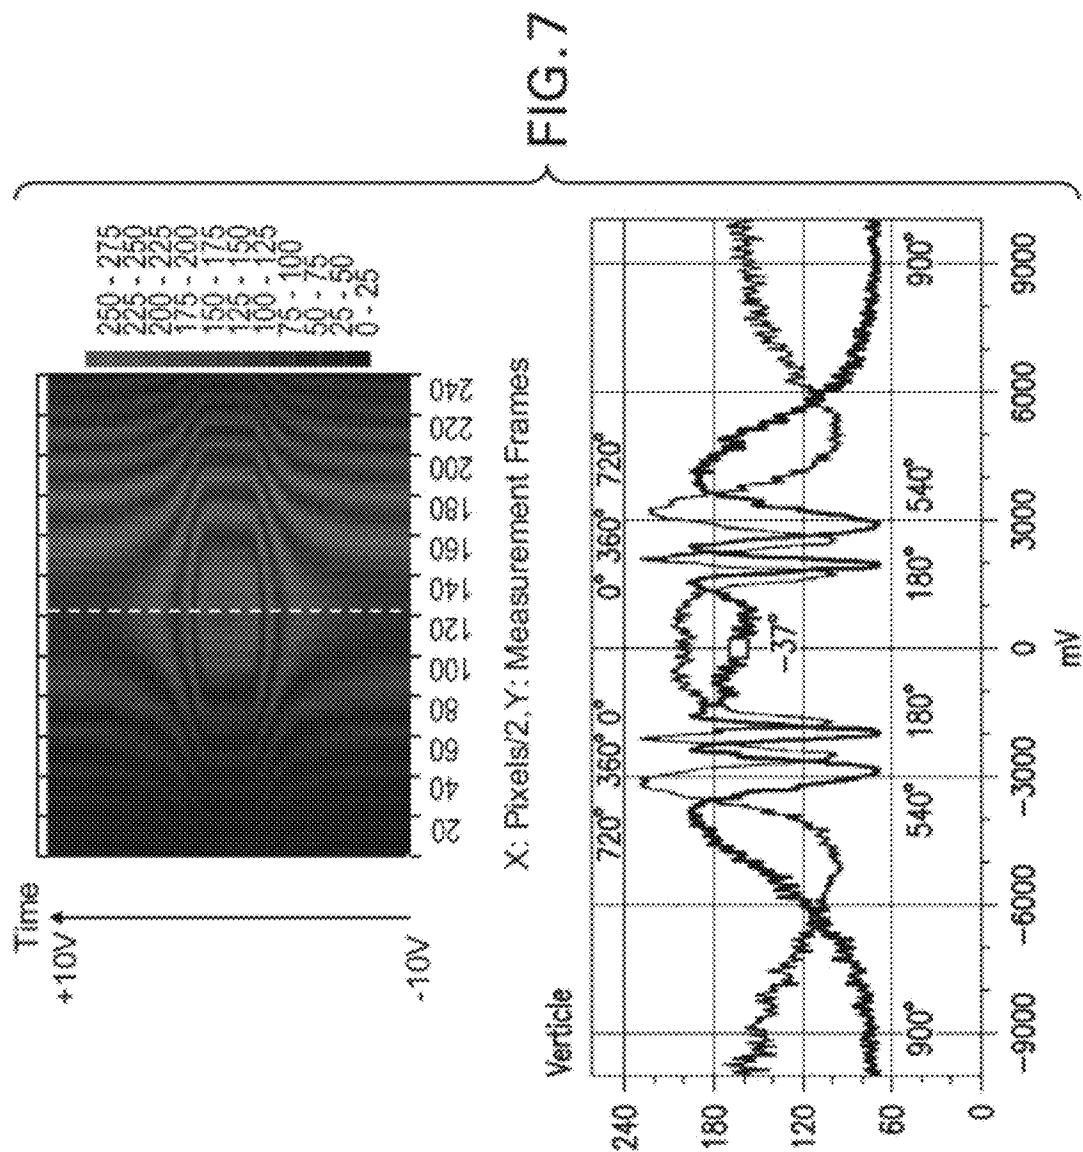 FIG. 7
Time
+10V
-10V
20 40 60 80 100 120 140 160 180 200 220 240
250 - 275
225 - 250
200 - 225
175 - 200
150 - 175
125 - 150
100 - 125
75 - 100
50 - 75
25 - 50
0 - 25
X: Pixels/2, Y: Measurement Frames
Verticle
240
180
120
60
0
720° 360° 0° 0° 360° 720°
-37°
900° 540° 180° 180° 540° 900°
-9000 -6000 -3000 0 3000 6000 9000
mV